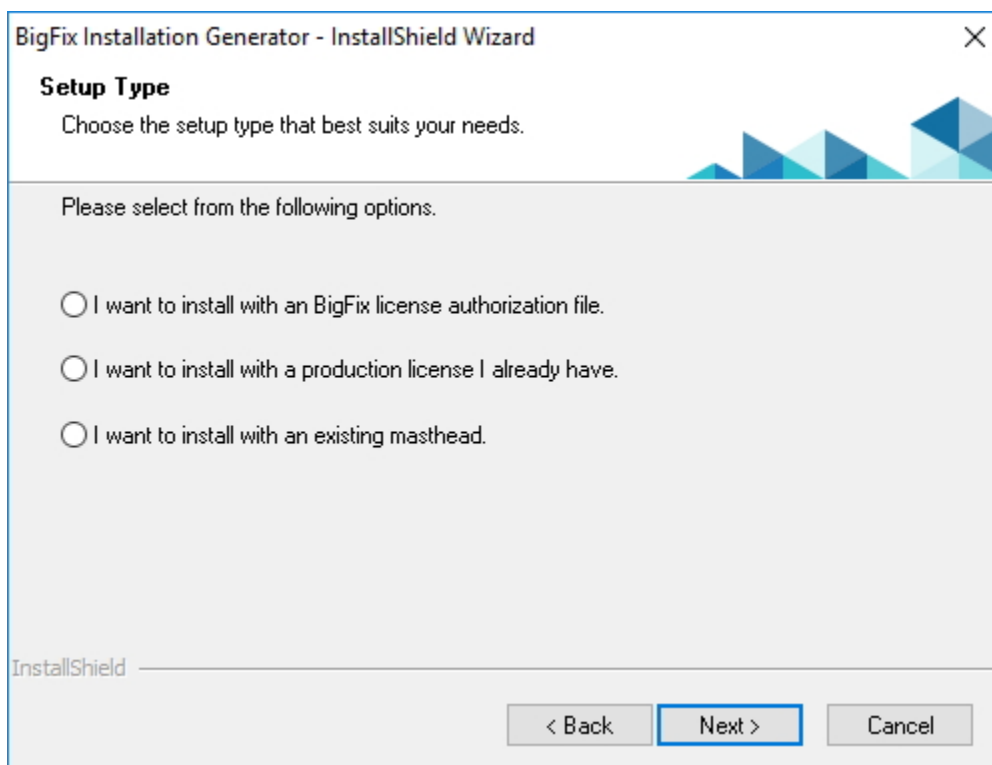 BigFix Installation Generator - InstallShield Wizard
Setup Type
Choose the setup type that best suits your needs.
Please select from the following options.
I want to install with an BigFix license authorization file.
I want to install with a production license I already have.
I want to install with an existing masthead.
InstallShield
< Back Next > Cancel